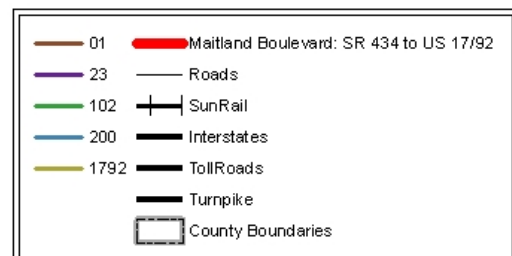 01 Maitland Boulevard: SR 434 to US 17/92
23 Roads
102 SunRail
200 Interstates
1792 TollRoads
Turnpike
County Boundaries